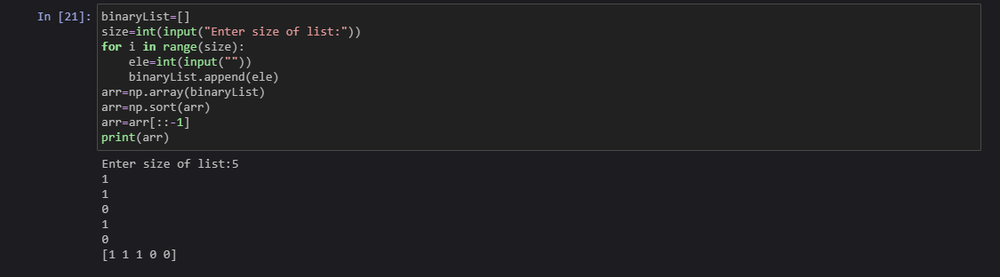 In [21]: binaryList=[]
size=int(input("Enter size of list:"))
for i in range(size):
    ele=int(input(""))
    binaryList.append(ele)
arr=np.array(binaryList)
arr=np.sort(arr)
arr=arr[::-1]
print(arr)
Enter size of list:5
1
1
0
1
0
[1 1 1 0 0]